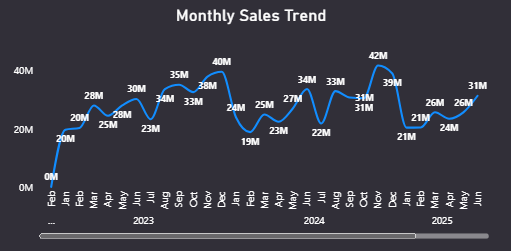 Monthly Sales Trend
42M
40M
40M
39M
38M
35M
34M
34M
33M
33M
31M
31M
31M
30M
28M
28M
27M
26M
26M
25M
25M
24M
24M
23M
23M
22M
21M
21M
20M
20M
20M
19M
0M
0M
Feb Jan Feb Mar Apr May Jun Jul Aug Sep Oct Nov Dec Jan Feb Mar Apr May Jun Jul Aug Sep Oct Nov Dec Jan Feb Mar Apr May Jun
... 2023 2024 2025